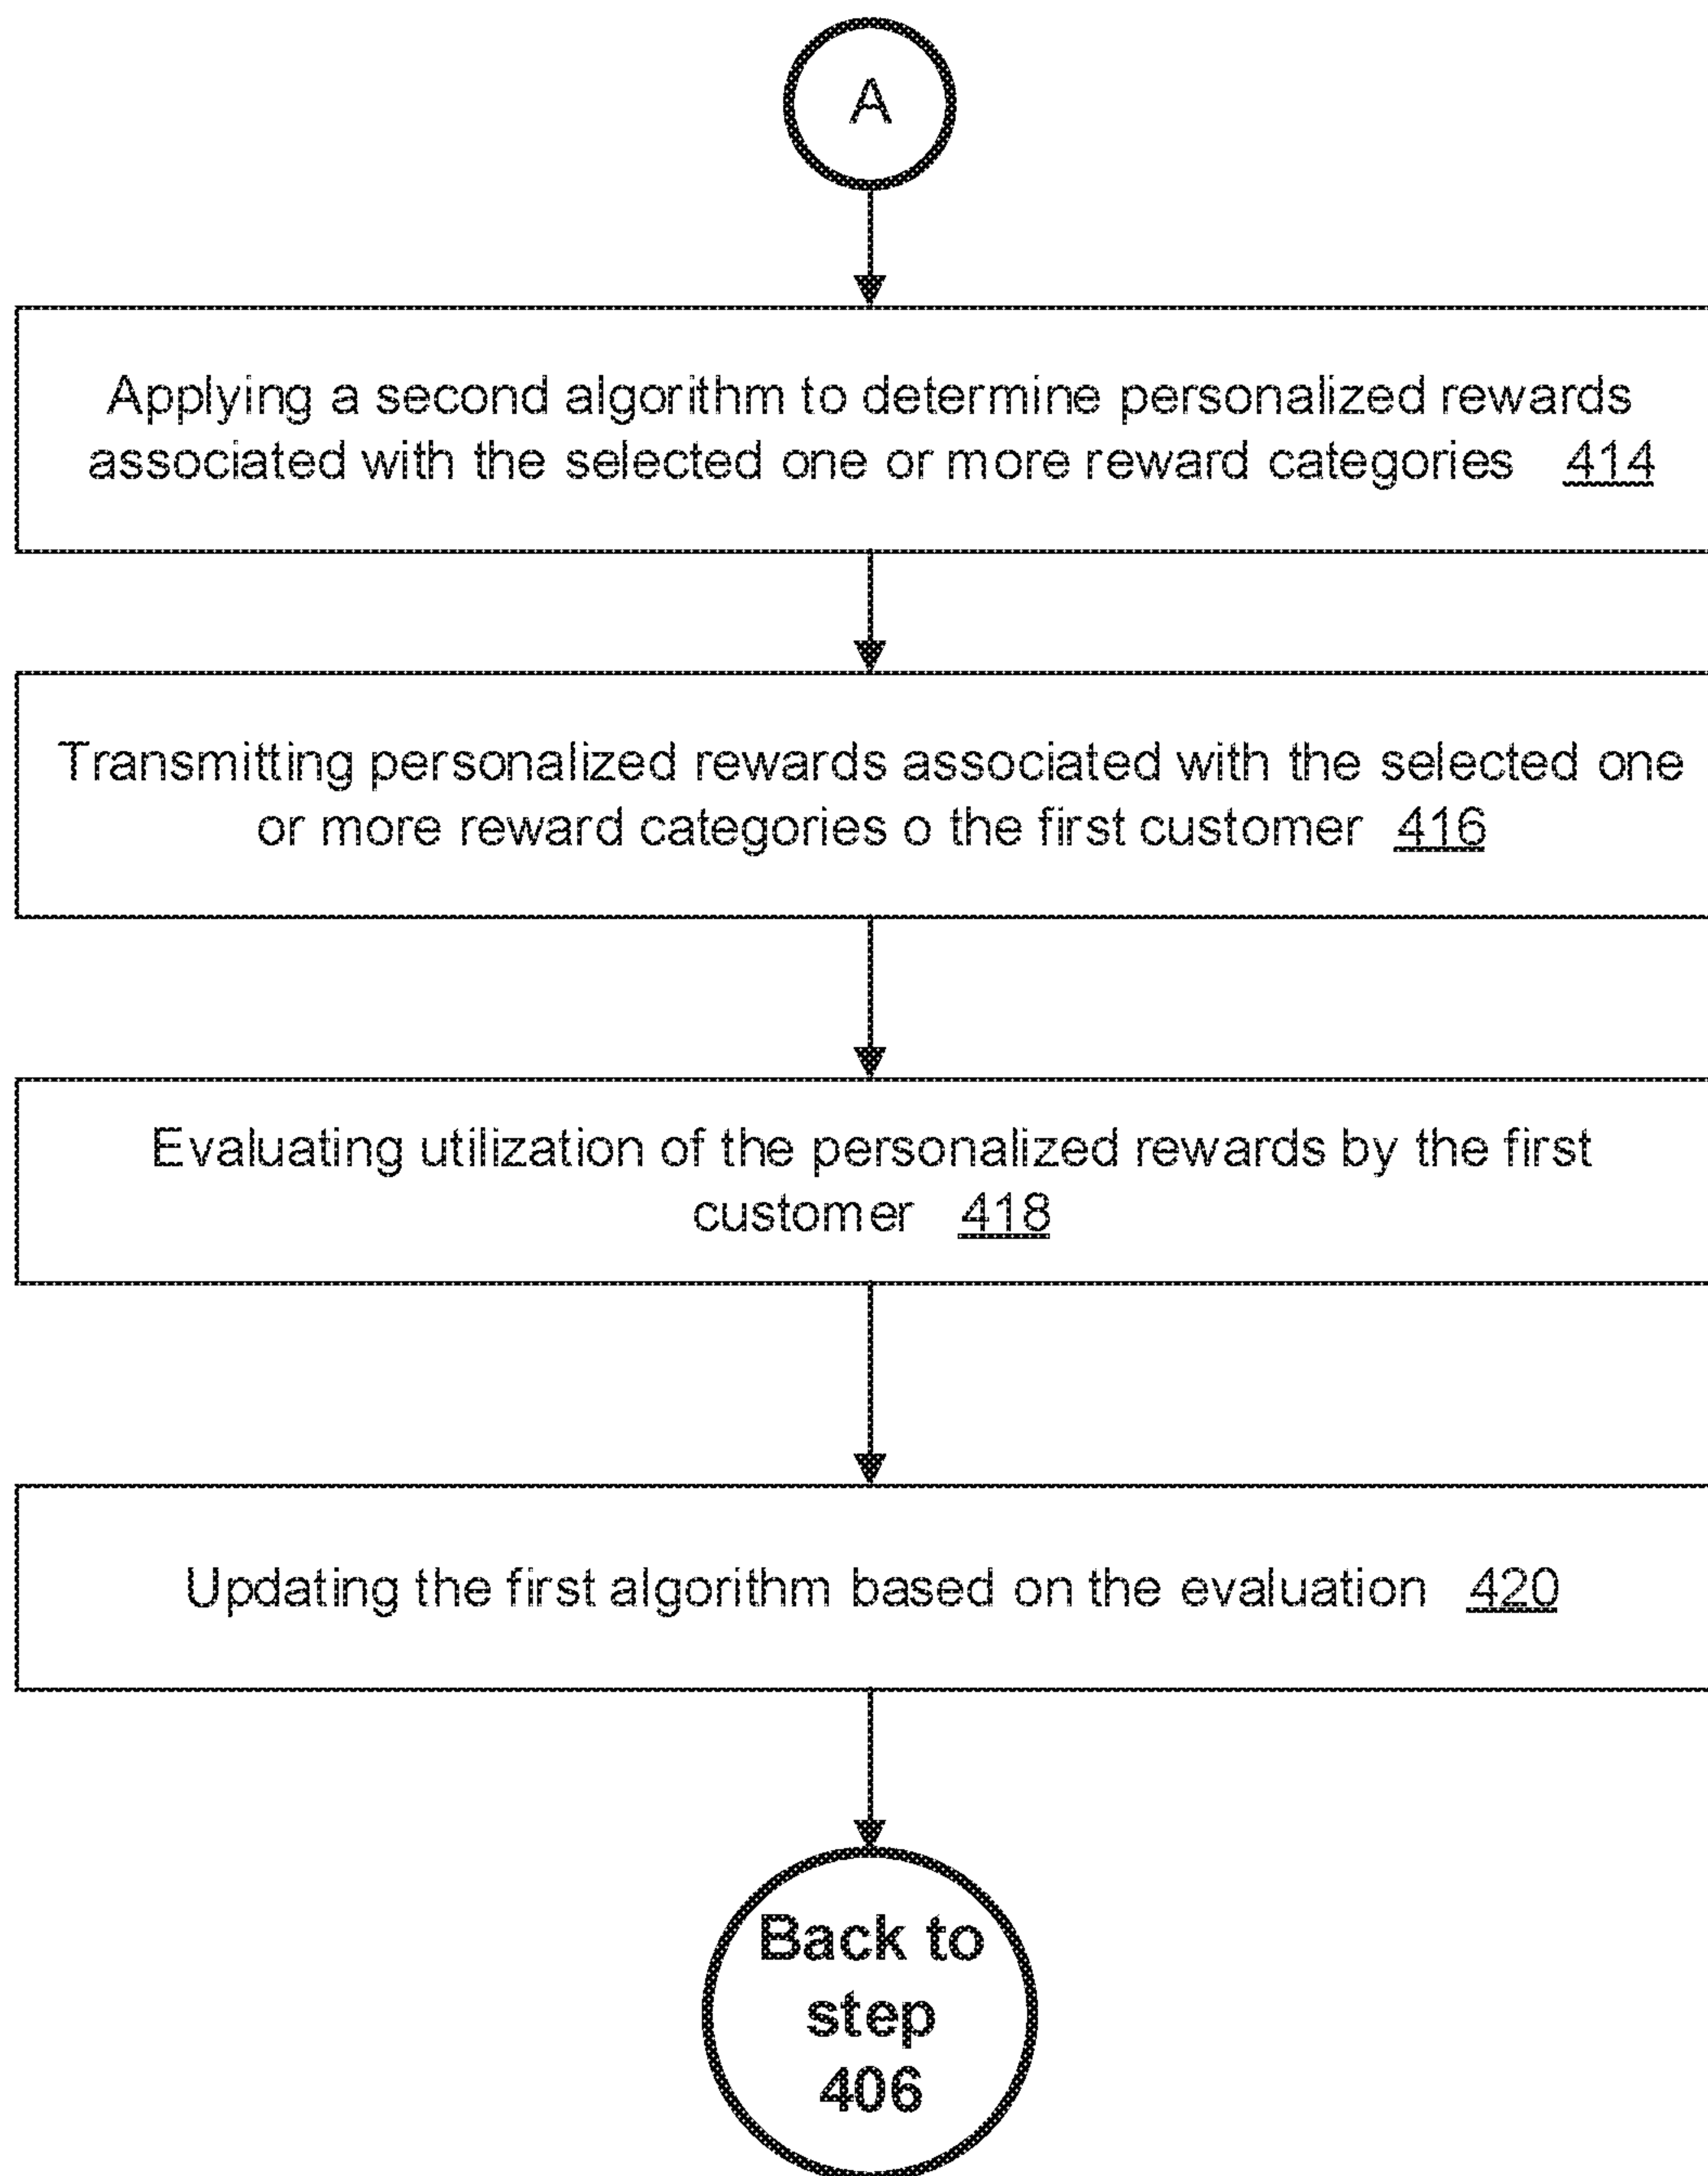 A
Applying a second algorithm to determine personalized rewards
associated with the selected one or more reward categories 414
Transmitting personalized rewards associated with the selected one
or more reward categories o the first customer 416
Evaluating utilization of the personalized rewards by the first
customer 418
Updating the first algorithm based on the evaluation 420
Back to
step
406